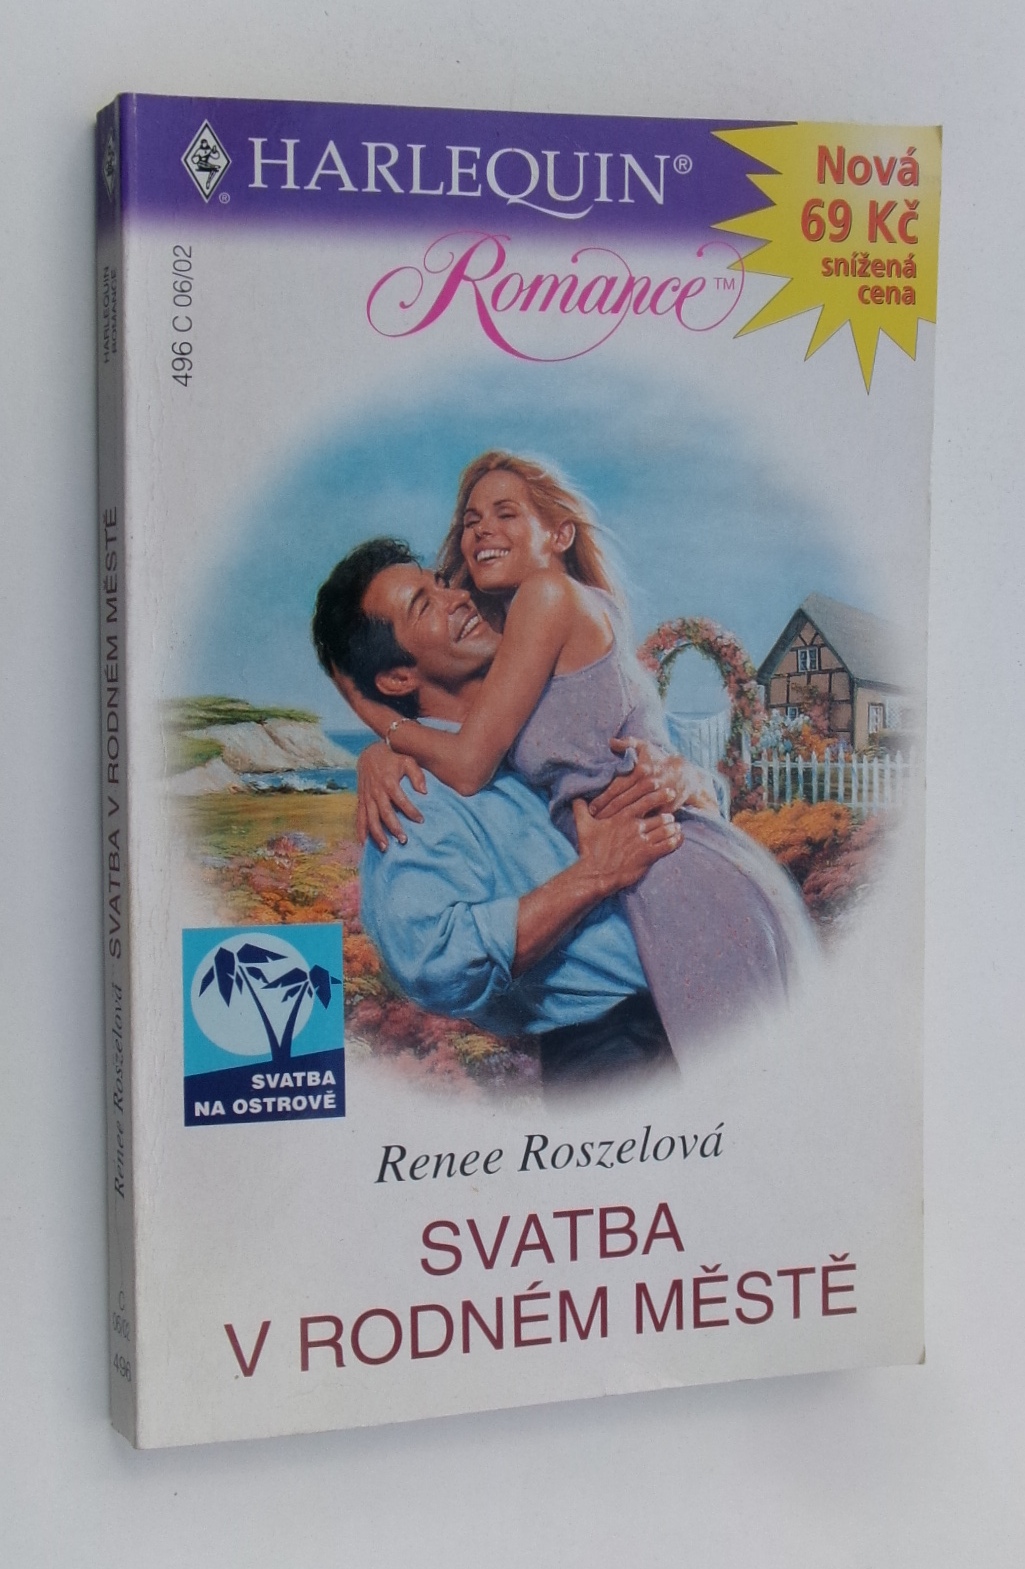 HARLEQUIN®
Romance™
Nová
69 Kč
snížená
cena
496 C 06/02
SVATBA
NA OSTROVĚ
Renee Roszelová
SVATBA
V RODNÉM MĚSTĚ
HARLEQUIN
ROMANCE
SVATBA V RODNÉM MĚSTĚ
Renee Roszelová
C
06/02
496